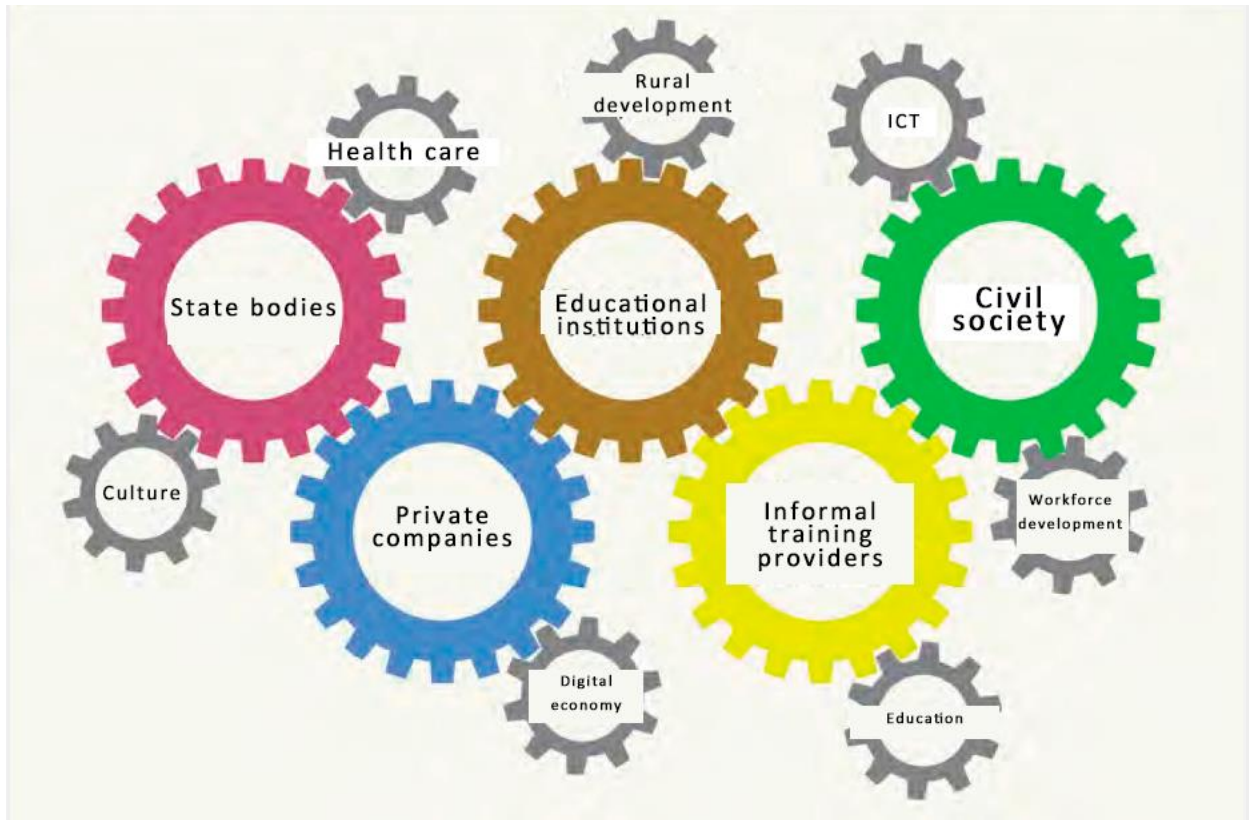 Rural
development
ICT
Health care
State bodies
Educational
institutions
Civil
society
Culture
Private
companies
Informal
training
providers
Workforce
development
Digital
economy
Education